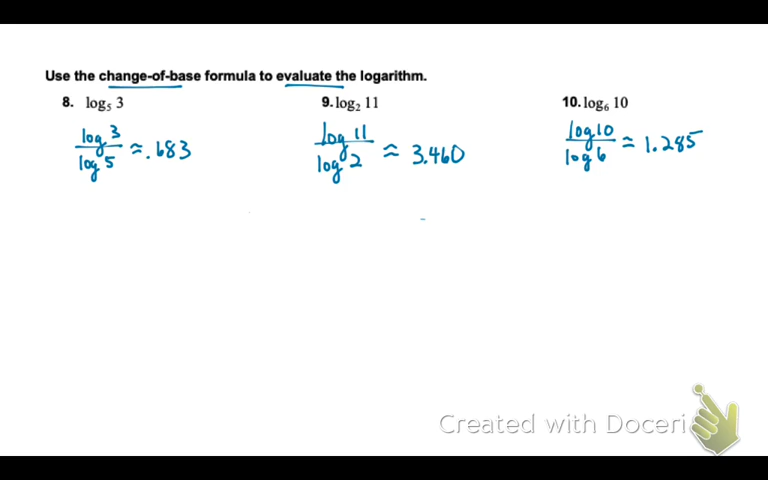 Use the change-of-base formula to evaluate the logarithm.
8. log₅ 3
9. log₂ 11
10. log₆ 10
log 3 / log 5 ≈ .683
log 11 / log 2 ≈ 3.460
log 10 / log 6 ≈ 1.285
Created with Doceri